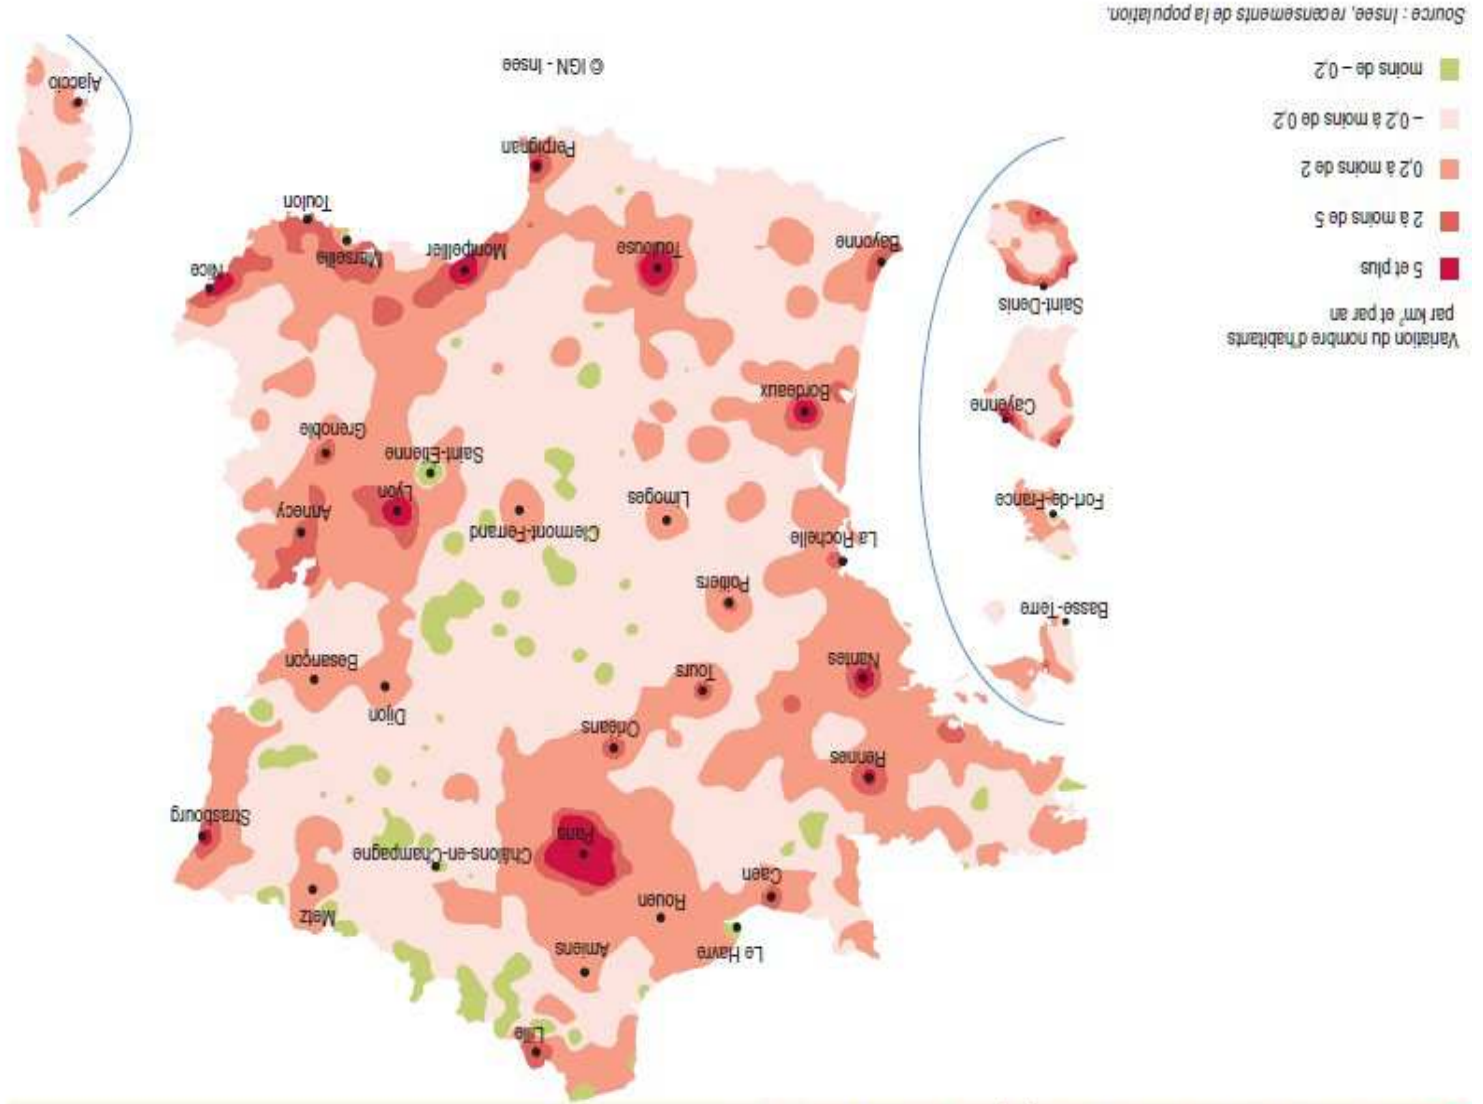 Lille
Amiens
Le Havre
Rouen
Caen
Metz
Châlons-en-Champagne
Paris
Strasbourg
Rennes
Orléans
Dijon
Nantes
Tours
Besançon
Basse-Terre
Poitiers
La Rochelle
Fort-de-France
Limoges
Clermont-Ferrand
Annecy
Lyon
Saint-Etienne
Grenoble
Cayenne
Bordeaux
Variation du nombre d'habitants
par km² et par an
5 et plus
2 à moins de 5
0,2 à moins de 2
– 0,2 à moins de 0,2
moins de – 0,2
Saint-Denis
Nice
Marseille
Montpellier
Toulouse
Bayonne
Toulon
Perpignan
Ajaccio
© IGN - Insee
Source : Insee, recensements de la population.